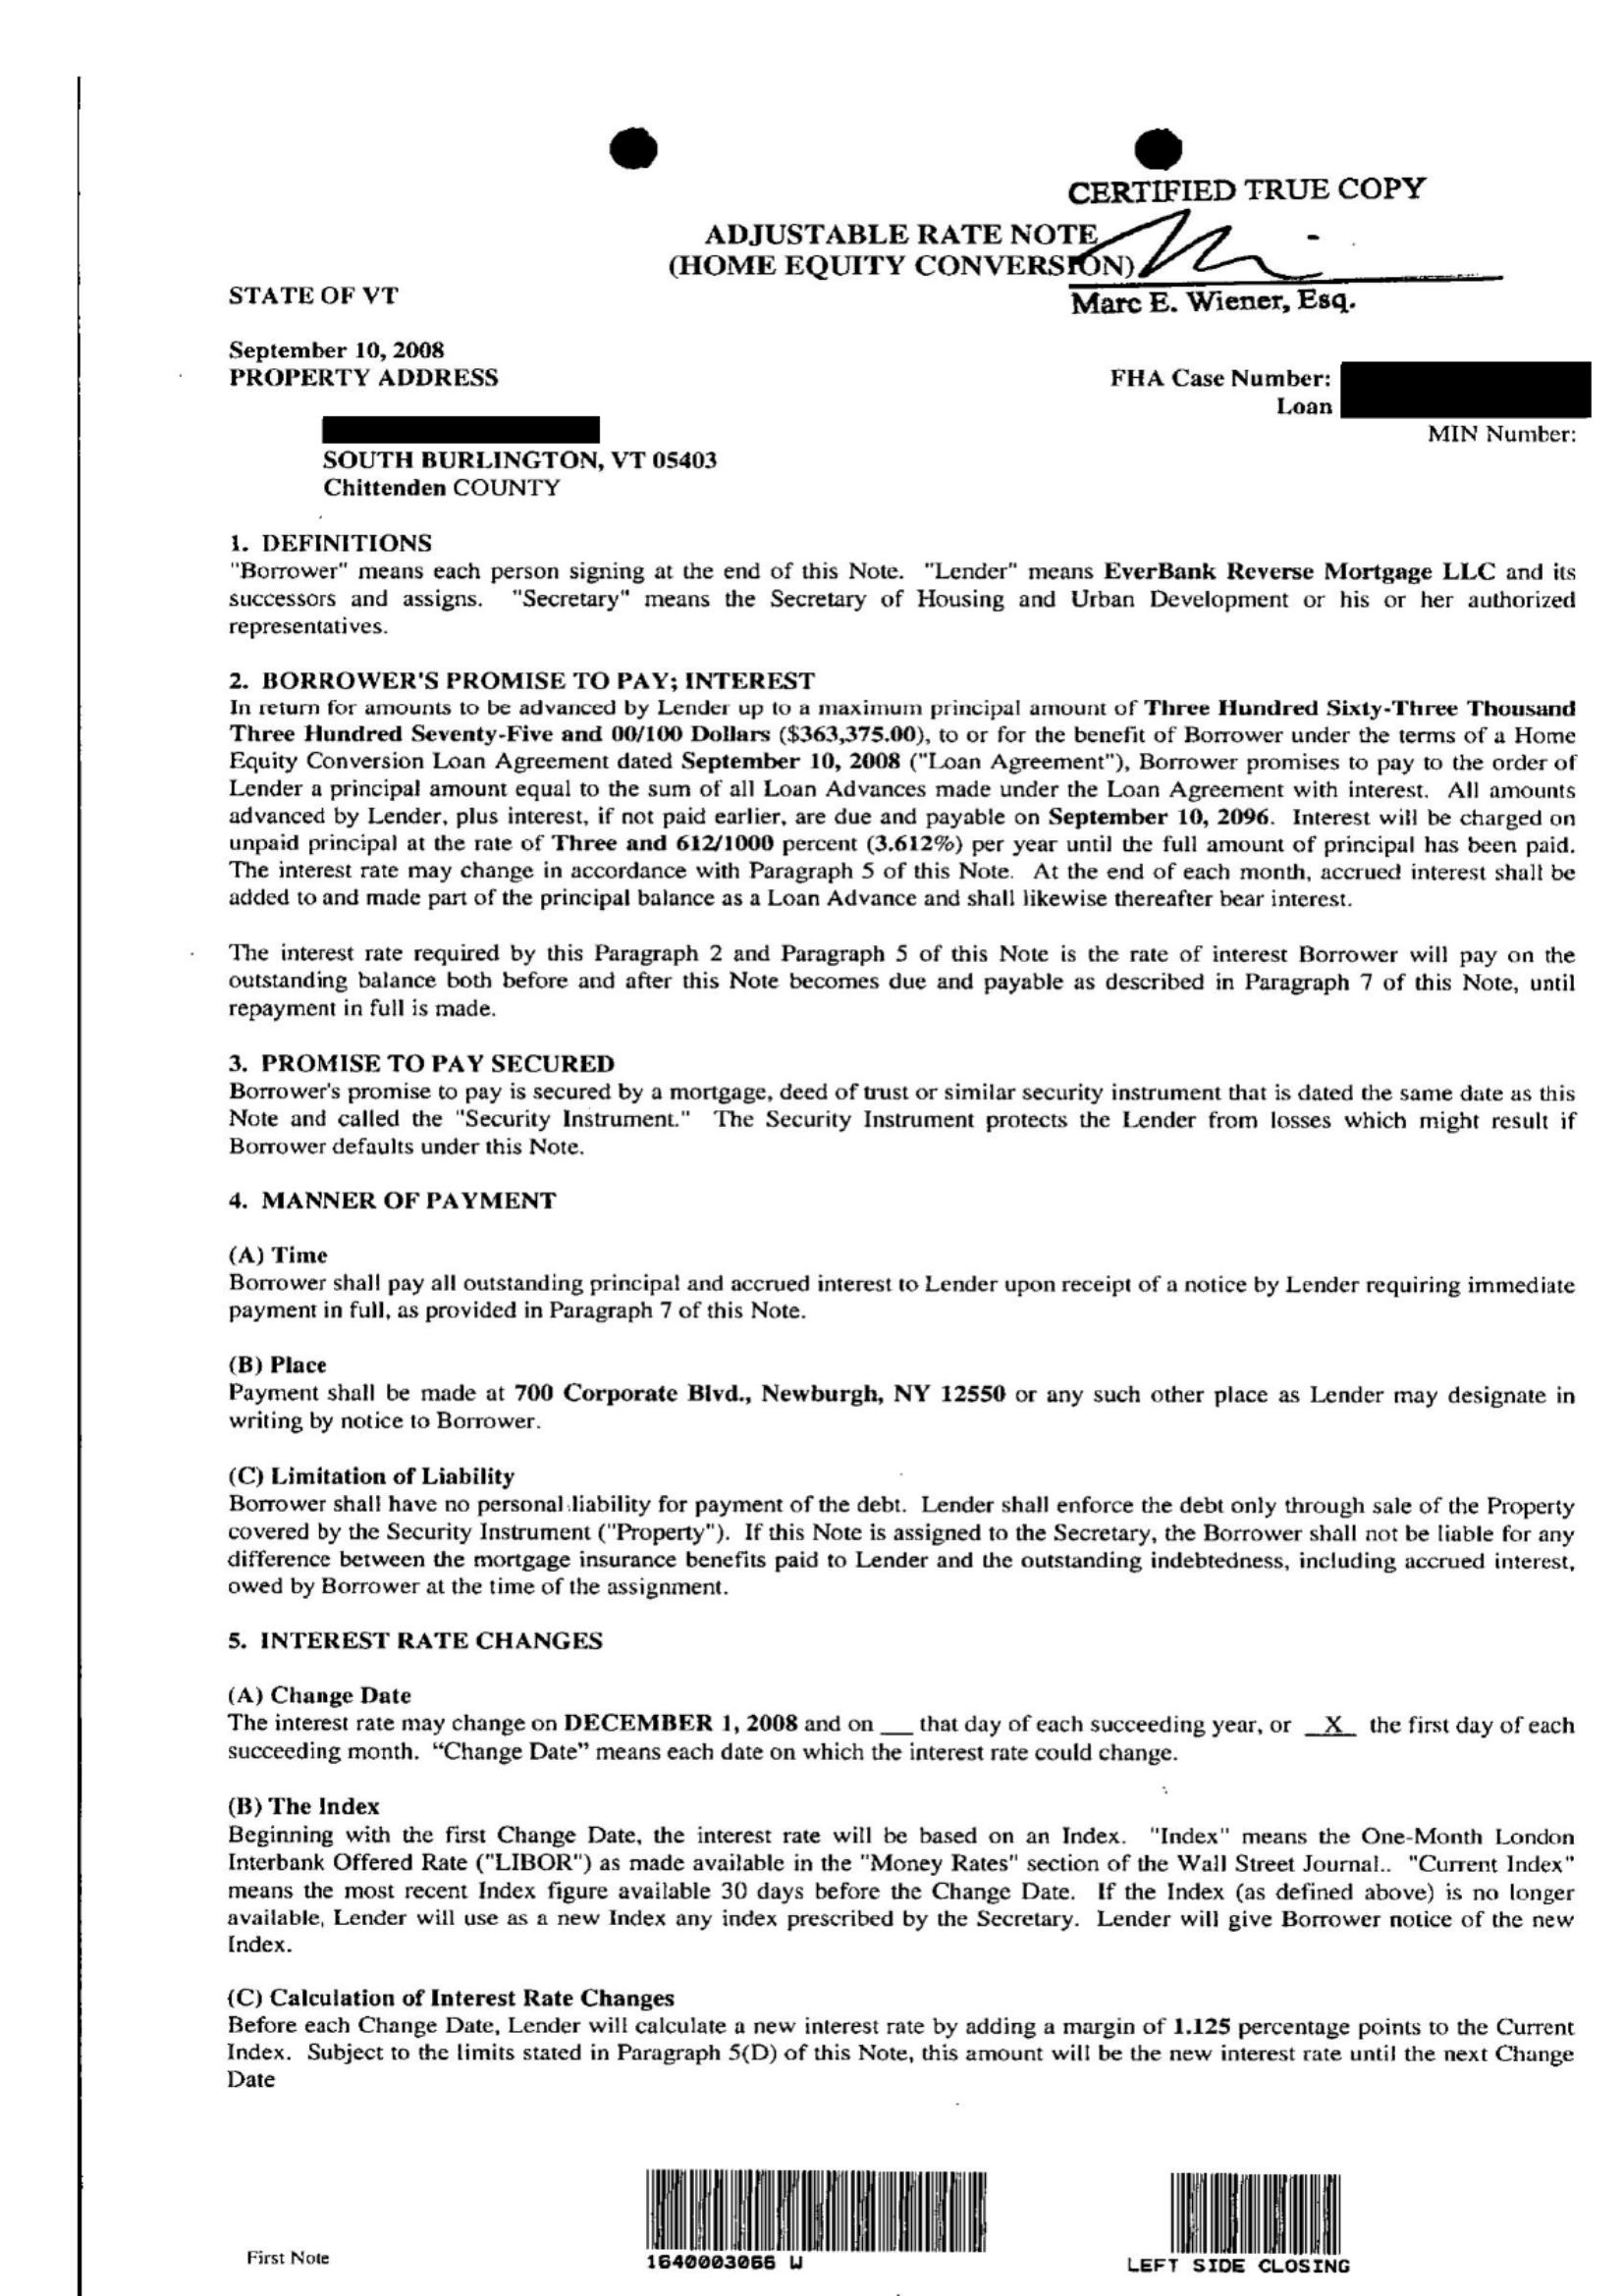 CERTIFIED TRUE COPY
ADJUSTABLE RATE NOTE
(HOME EQUITY CONVERSION)
Marc E. Wiener, Esq.
STATE OF VT
September 10, 2008
PROPERTY ADDRESS
FHA Case Number:
Loan
MIN Number:
SOUTH BURLINGTON, VT 05403
Chittenden COUNTY
1. DEFINITIONS
"Borrower" means each person signing at the end of this Note. "Lender" means EverBank Reverse Mortgage LLC and its
successors and assigns. "Secretary" means the Secretary of Housing and Urban Development or his or her authorized
representatives.
2. BORROWER'S PROMISE TO PAY; INTEREST
In return for amounts to be advanced by Lender up to a maximum principal amount of Three Hundred Sixty-Three Thousand
Three Hundred Seventy-Five and 00/100 Dollars ($363,375.00), to or for the benefit of Borrower under the terms of a Home
Equity Conversion Loan Agreement dated September 10, 2008 ("Loan Agreement"), Borrower promises to pay to the order of
Lender a principal amount equal to the sum of all Loan Advances made under the Loan Agreement with interest. All amounts
advanced by Lender, plus interest, if not paid earlier, are due and payable on September 10, 2096. Interest will be charged on
unpaid principal at the rate of Three and 612/1000 percent (3.612%) per year until the full amount of principal has been paid.
The interest rate may change in accordance with Paragraph 5 of this Note. At the end of each month, accrued interest shall be
added to and made part of the principal balance as a Loan Advance and shall likewise thereafter bear interest.
The interest rate required by this Paragraph 2 and Paragraph 5 of this Note is the rate of interest Borrower will pay on the
outstanding balance both before and after this Note becomes due and payable as described in Paragraph 7 of this Note, until
repayment in full is made.
3. PROMISE TO PAY SECURED
Borrower's promise to pay is secured by a mortgage, deed of trust or similar security instrument that is dated the same date as this
Note and called the "Security Instrument." The Security Instrument protects the Lender from losses which might result if
Borrower defaults under this Note.
4. MANNER OF PAYMENT
(A) Time
Borrower shall pay all outstanding principal and accrued interest to Lender upon receipt of a notice by Lender requiring immediate
payment in full, as provided in Paragraph 7 of this Note.
(B) Place
Payment shall be made at 700 Corporate Blvd., Newburgh, NY 12550 or any such other place as Lender may designate in
writing by notice to Borrower.
(C) Limitation of Liability
Borrower shall have no personal liability for payment of the debt. Lender shall enforce the debt only through sale of the Property
covered by the Security Instrument ("Property"). If this Note is assigned to the Secretary, the Borrower shall not be liable for any
difference between the mortgage insurance benefits paid to Lender and the outstanding indebtedness, including accrued interest,
owed by Borrower at the time of the assignment.
5. INTEREST RATE CHANGES
(A) Change Date
The interest rate may change on DECEMBER 1, 2008 and on ___ that day of each succeeding year, or _X_ the first day of each
succeeding month. “Change Date” means each date on which the interest rate could change.
(B) The Index
Beginning with the first Change Date, the interest rate will be based on an Index. "Index" means the One-Month London
Interbank Offered Rate ("LIBOR") as made available in the "Money Rates" section of the Wall Street Journal.. "Current Index"
means the most recent Index figure available 30 days before the Change Date. If the Index (as defined above) is no longer
available, Lender will use as a new Index any index prescribed by the Secretary. Lender will give Borrower notice of the new
Index.
(C) Calculation of Interest Rate Changes
Before each Change Date, Lender will calculate a new interest rate by adding a margin of 1.125 percentage points to the Current
Index. Subject to the limits stated in Paragraph 5(D) of this Note, this amount will be the new interest rate until the next Change
Date
First Note
1640003066 W
LEFT SIDE CLOSING